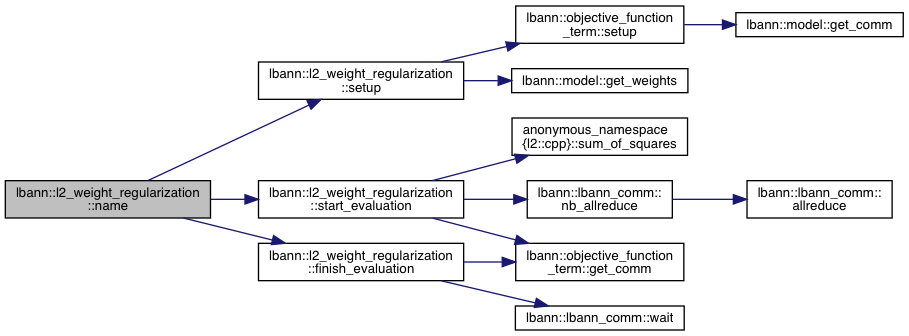 lbann::l2_weight_regularization
::name
lbann::l2_weight_regularization
::setup
lbann::objective_function
_term::setup
lbann::model::get_comm
lbann::model::get_weights
lbann::l2_weight_regularization
::start_evaluation
anonymous_namespace
{l2::cpp}::sum_of_squares
lbann::lbann_comm::
nb_allreduce
lbann::lbann_comm::
allreduce
lbann::objective_function
_term::get_comm
lbann::l2_weight_regularization
::finish_evaluation
lbann::lbann_comm::wait